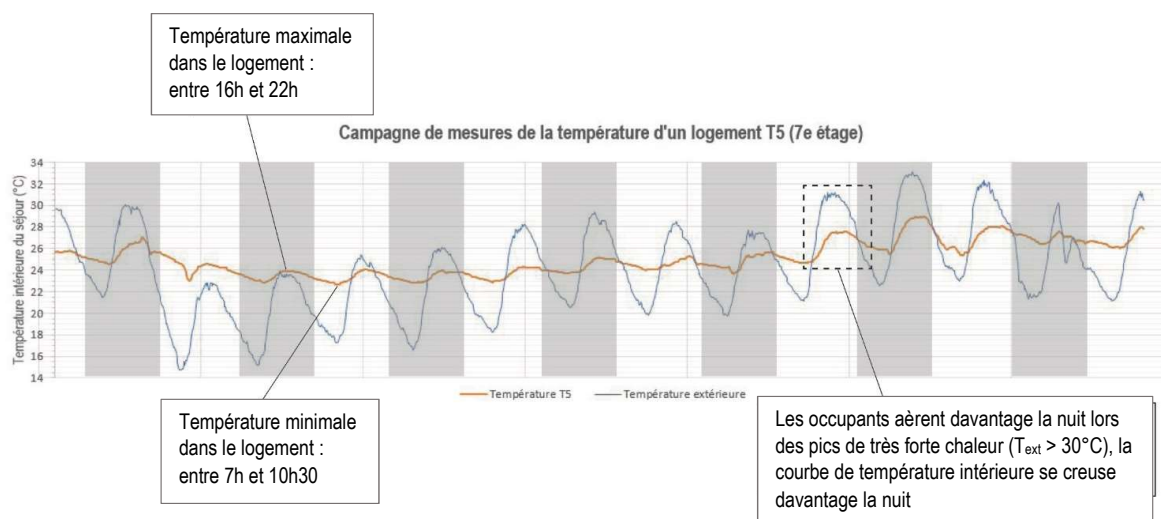 Température maximale
dans le logement :
entre 16h et 22h
Campagne de mesures de la température d'un logement T5 (7e étage)
Température intérieure du séjour (°C)
34
32
30
28
26
24
22
20
18
16
14
Température T5
Température extérieure
Température minimale
dans le logement :
entre 7h et 10h30
Les occupants aèrent davantage la nuit lors
des pics de très forte chaleur (Text > 30°C), la
courbe de température intérieure se creuse
davantage la nuit